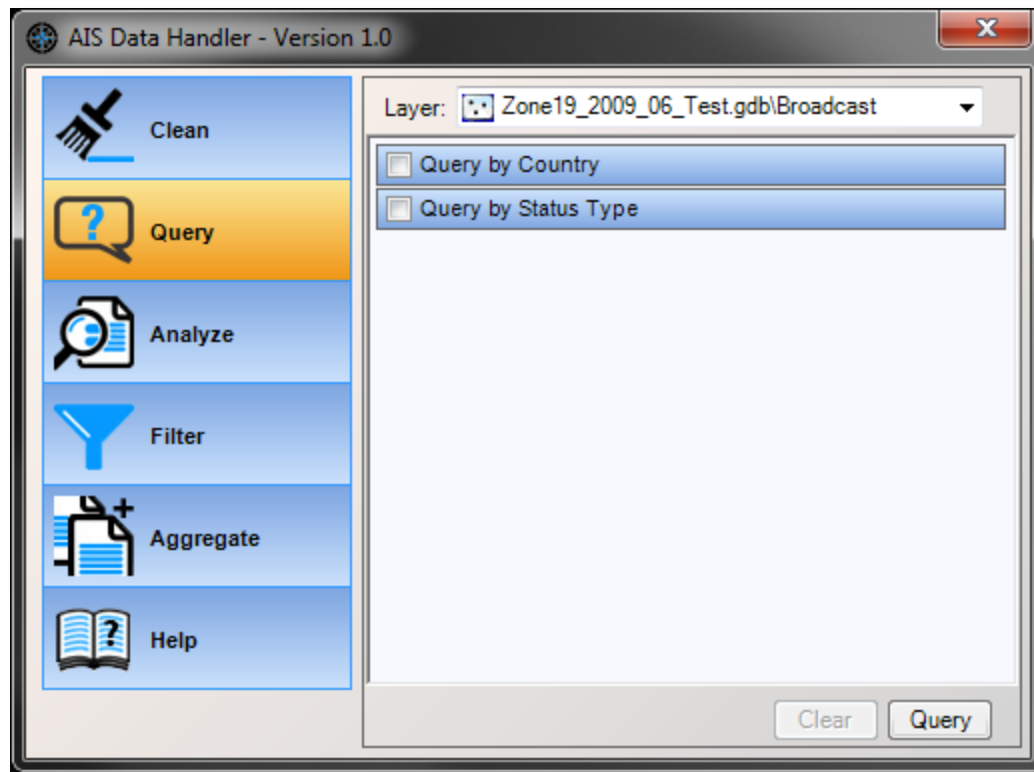 AIS Data Handler - Version 1.0
Clean
Query
Analyze
Filter
Aggregate
Help
Layer: Zone19_2009_06_Test.gdb\Broadcast
Query by Country
Query by Status Type
Clear Query